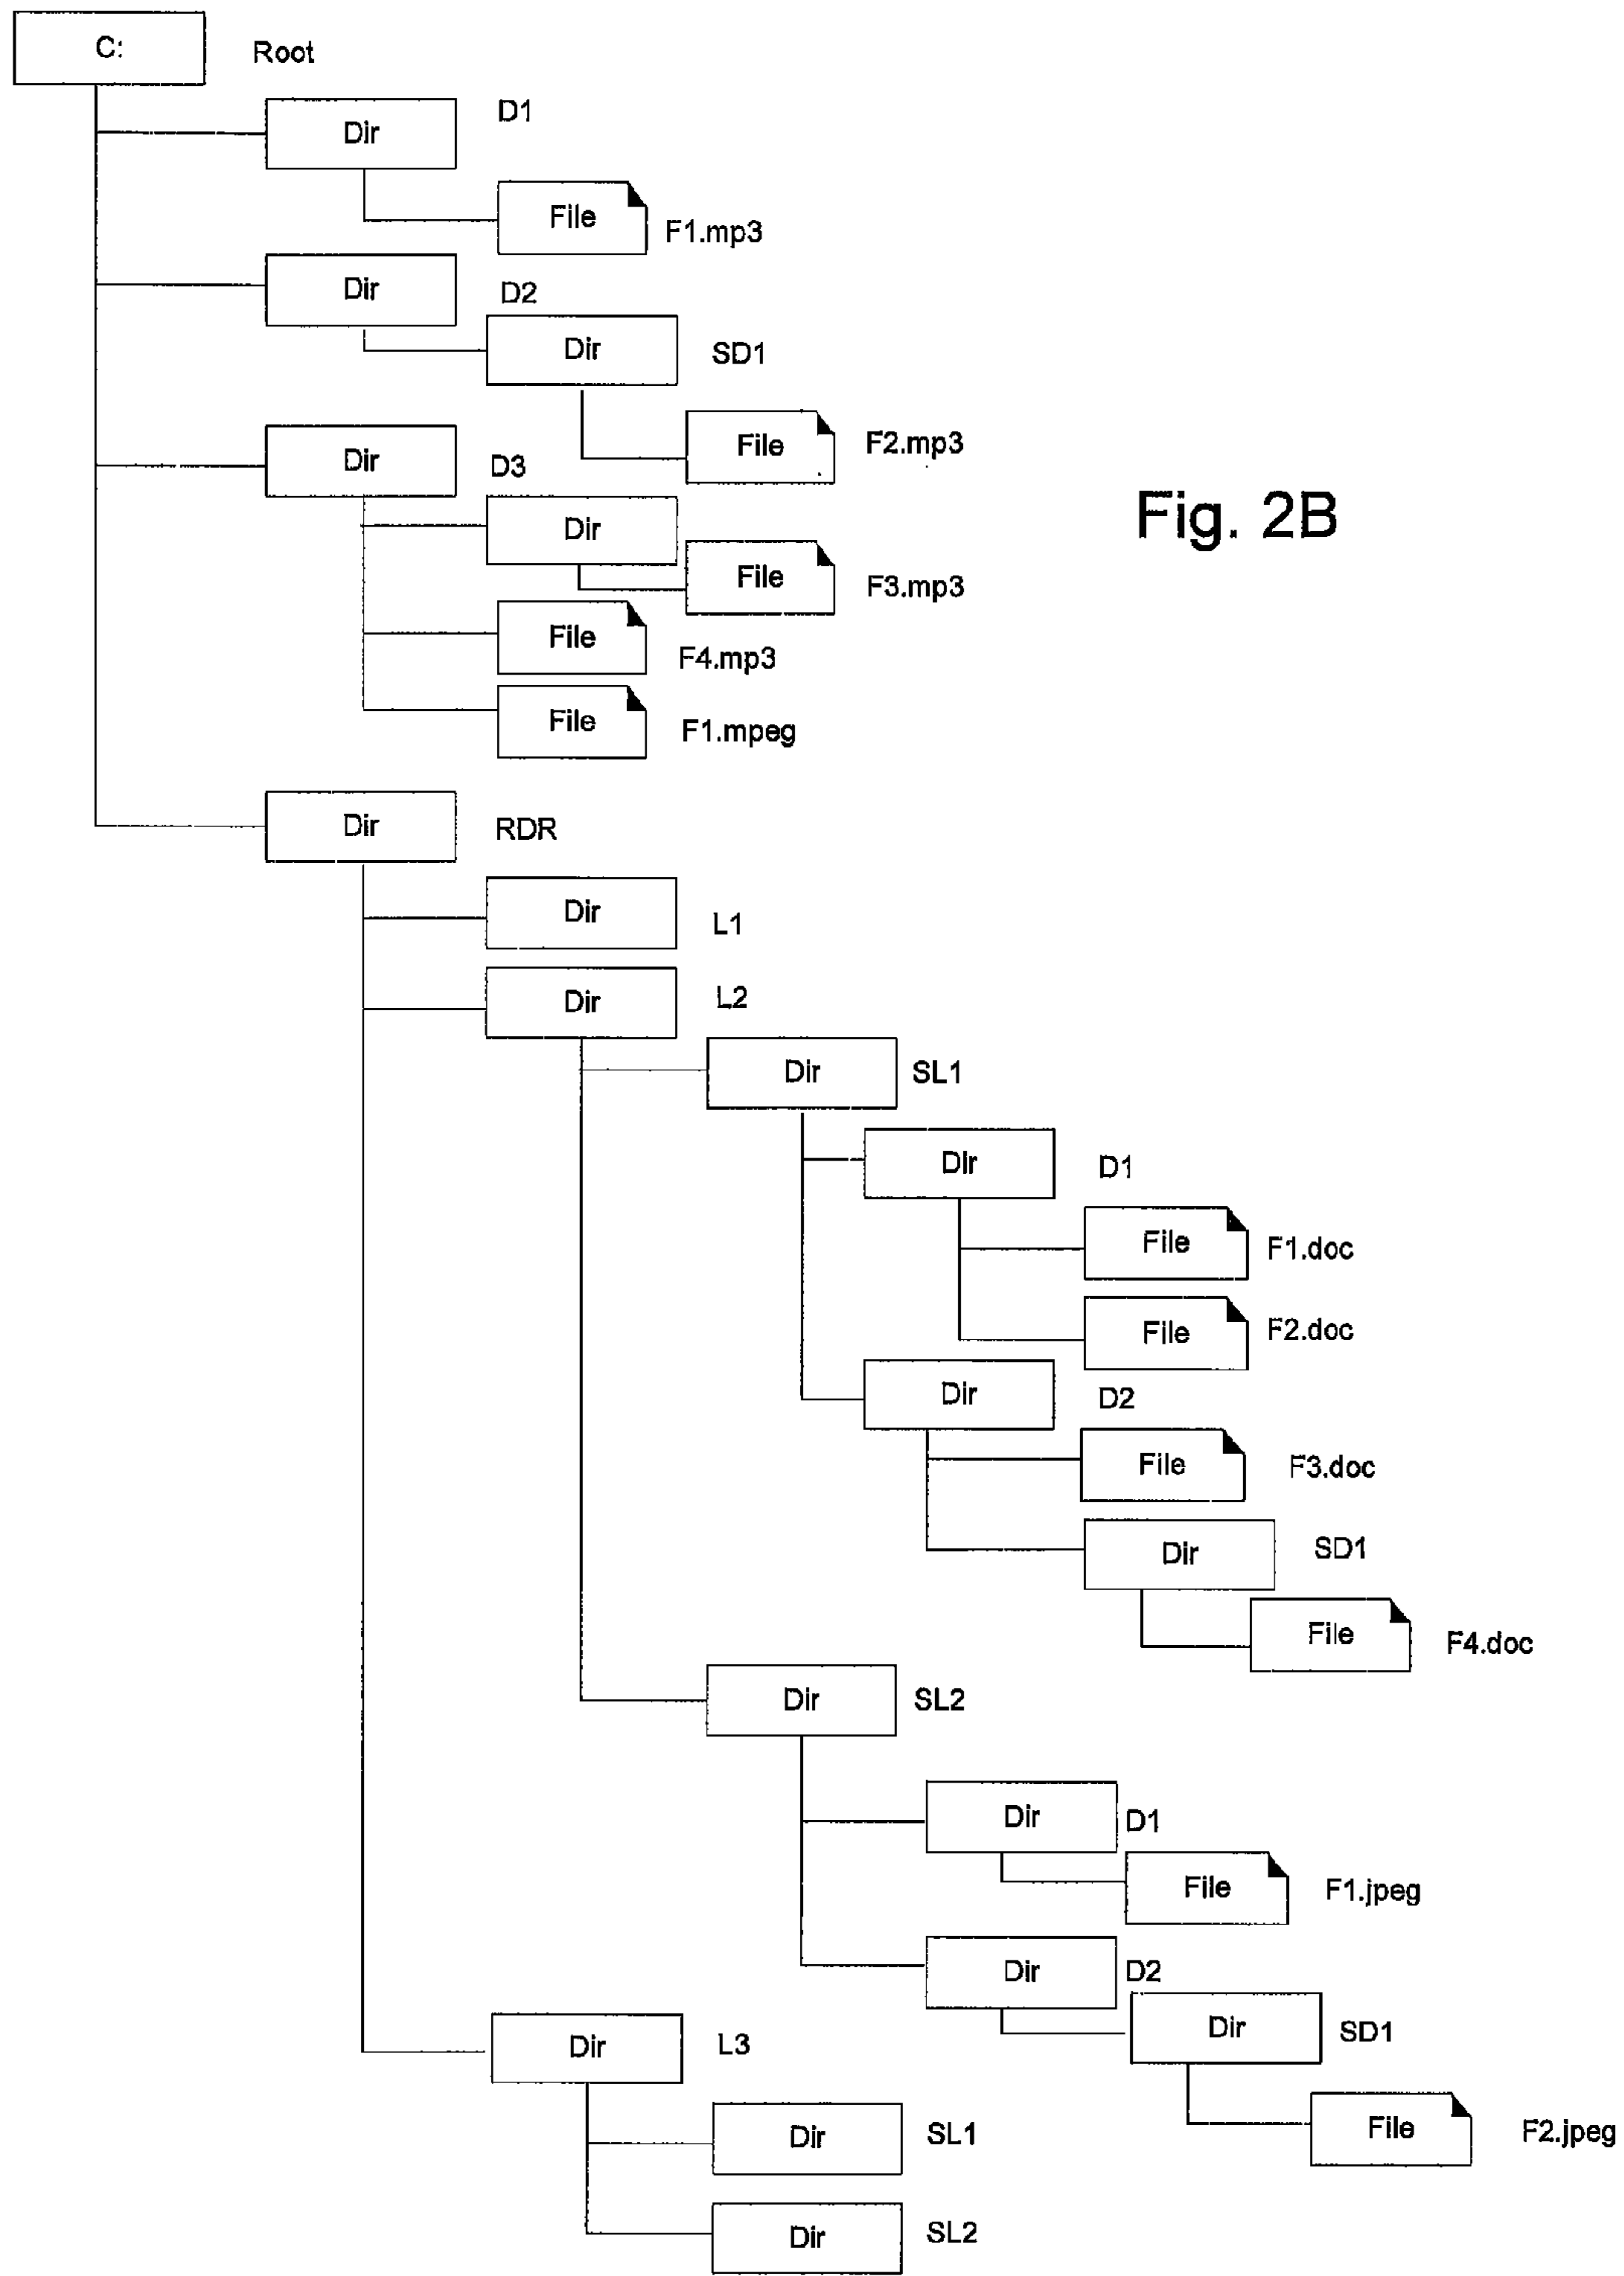 C: Root
Dir D1
File F1.mp3
Dir D2
Dir SD1
File F2.mp3
Dir D3
Fig. 2B
Dir
File F3.mp3
File F4.mp3
File F1.mpeg
Dir RDR
Dir L1
Dir L2
Dir SL1
Dir D1
File F1.doc
File F2.doc
Dir D2
File F3.doc
Dir SD1
File F4.doc
Dir SL2
Dir D1
File F1.jpeg
Dir D2
Dir SD1
Dir L3
File F2.jpeg
Dir SL1
Dir SL2